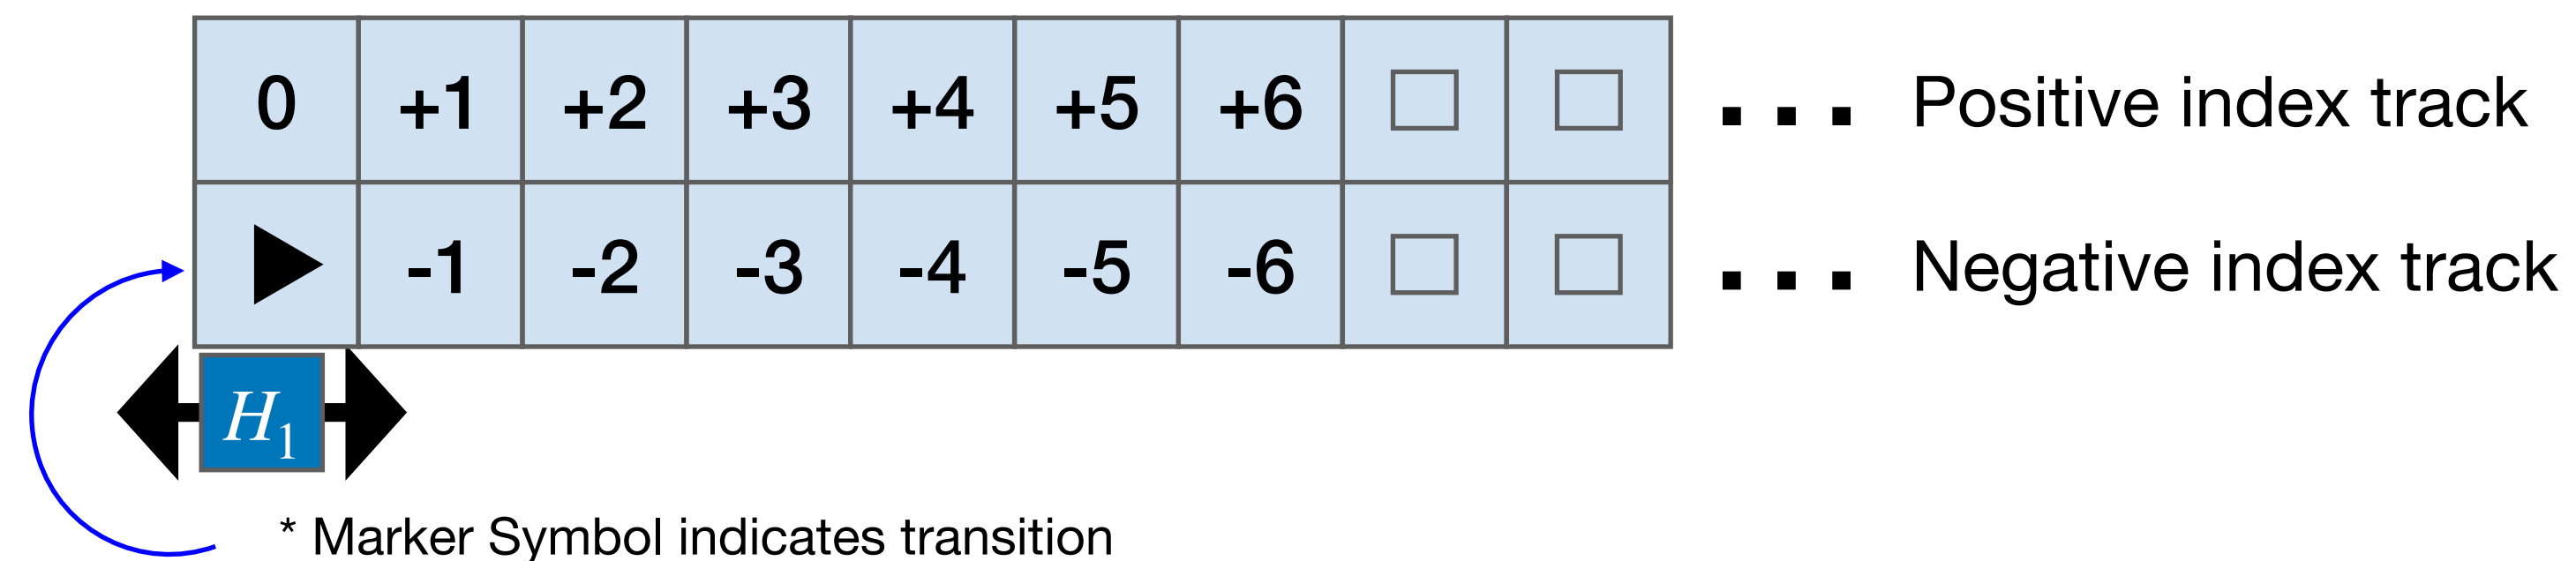 0 +1 +2 +3 +4 +5 +6 ... Positive index track
-1 -2 -3 -4 -5 -6 ... Negative index track
H1
* Marker Symbol indicates transition